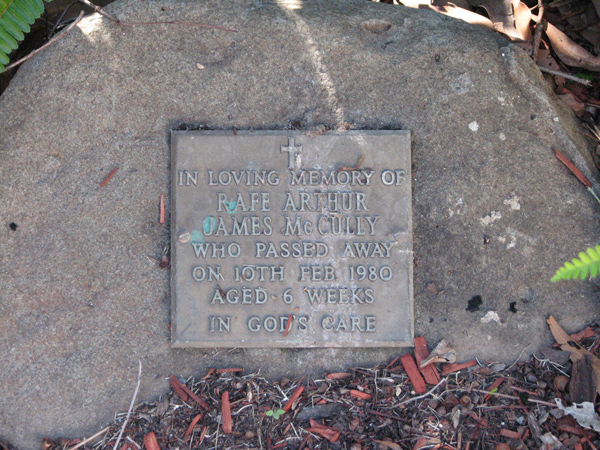 IN LOVING MEMORY OF
RAFE ARTHUR
JAMES McCULLY
WHO PASSED AWAY
ON 10TH FEB 1980
AGED 6 WEEKS
IN GOD'S CARE